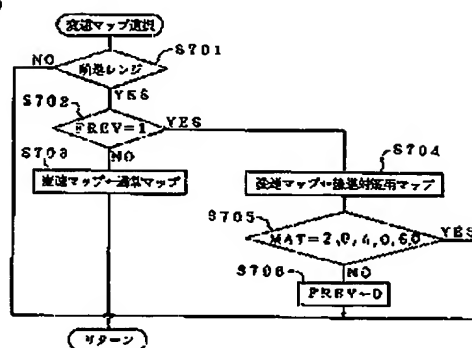 変速マップ選択
S701
NO
前進レンジ
YES
S702
FREV=1
YES
NO
S703
変速マップ←通常マップ
S704
変速マップ←後進対応用マップ
S705
MAT=2,0,4,0,6,0
YES
NO
S706
FREV←0
リターン